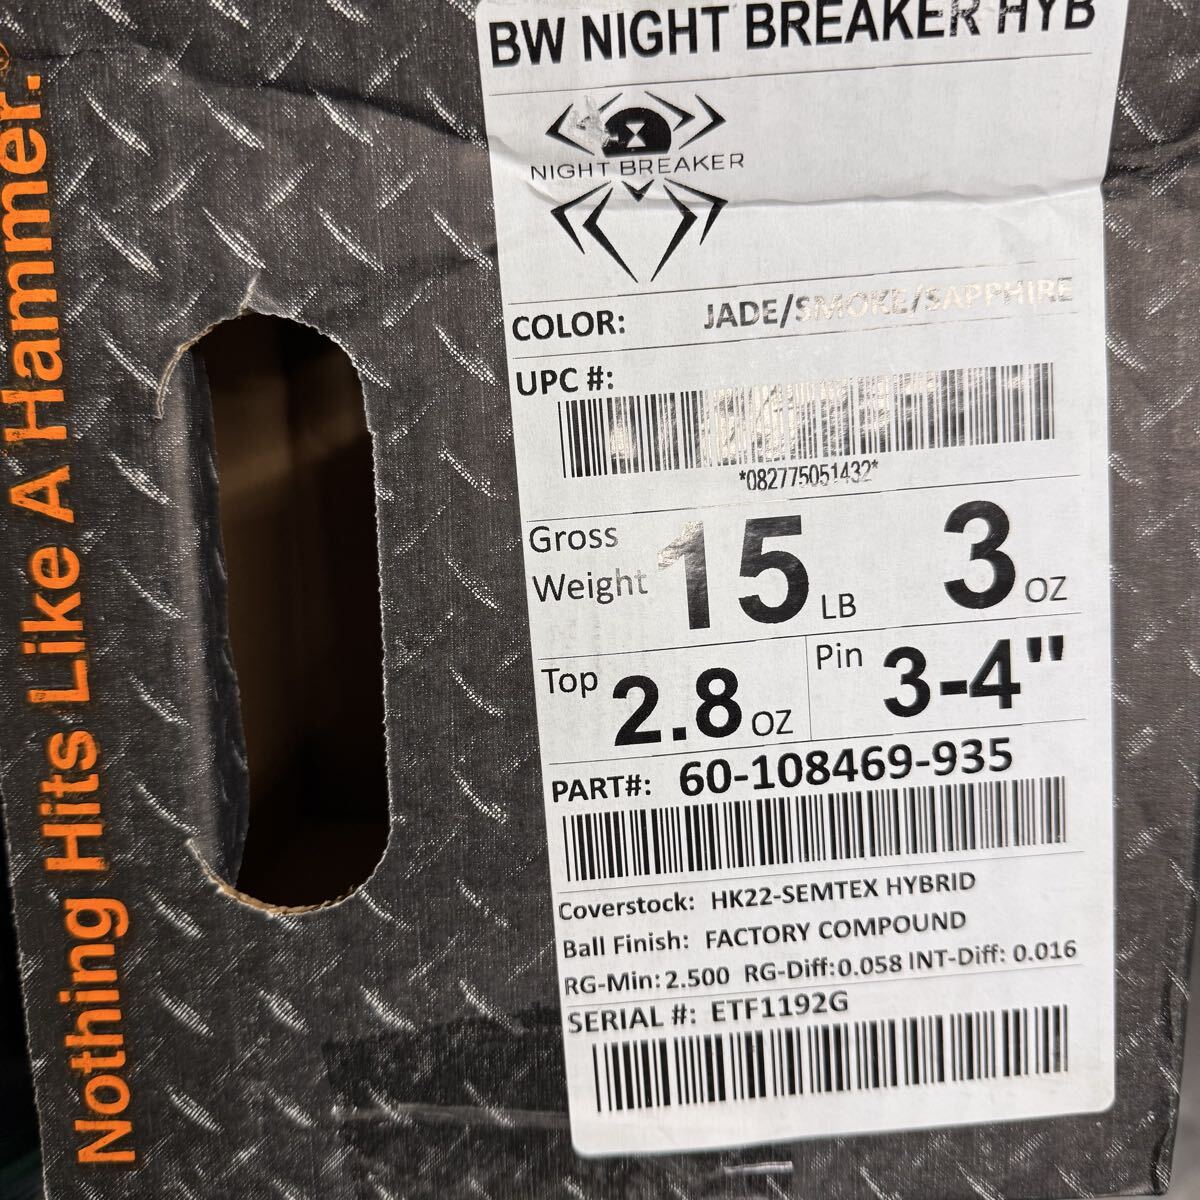 Nothing Hits Like A Hammer.®
BW NIGHT BREAKER HYB
NIGHT BREAKER
COLOR: JADE/SMOKE/SAPPHIRE
UPC #:
*082775051432*
Gross Weight 15 LB 3 OZ
Top 2.8 OZ Pin 3-4"
PART#: 60-108469-935
Coverstock: HK22-SEMTEX HYBRID
Ball Finish: FACTORY COMPOUND
RG-Min: 2.500 RG-Diff: 0.058 INT-Diff: 0.016
SERIAL #: ETF1192G